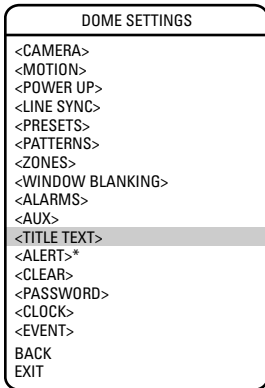 DOME SETTINGS
<CAMERA>
<MOTION>
<POWER UP>
<LINE SYNC>
<PRESETS>
<PATTERNS>
<ZONES>
<WINDOW BLANKING>
<ALARMS>
<AUX>
<TITLE TEXT>
<ALERT>*
<CLEAR>
<PASSWORD>
<CLOCK>
<EVENT>
BACK
EXIT